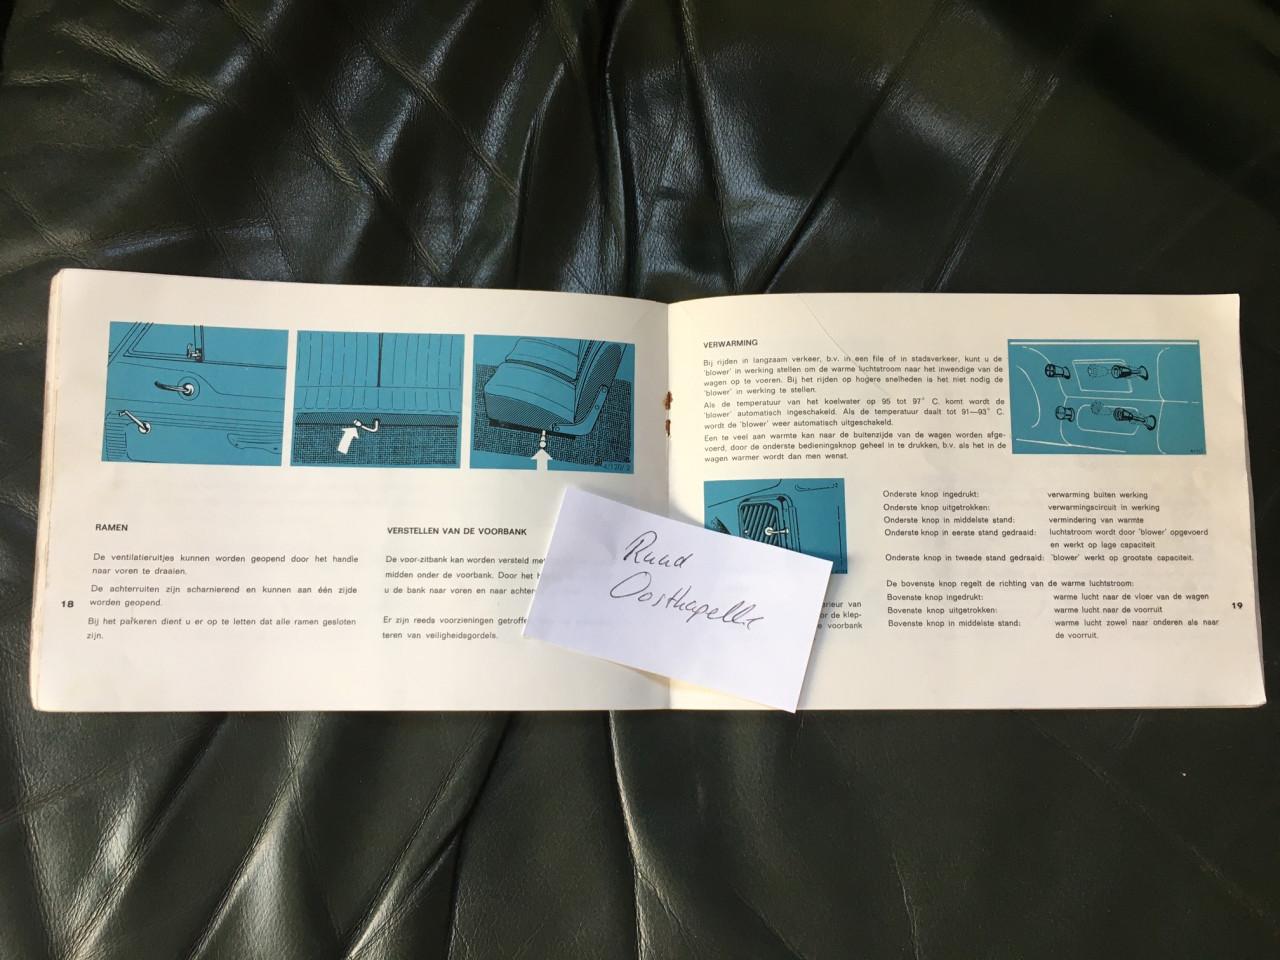 4/120/2
RAMEN
De ventilatieruitjes kunnen worden geopend door het handle
naar voren te draaien.
De achterruiten zijn scharnierend en kunnen aan één zijde
worden geopend.
Bij het parkeren dient u er op te letten dat alle ramen gesloten
zijn.
18
VERSTELLEN VAN DE VOORBANK
De voor-zitbank kan worden versteld met
midden onder de voorbank. Door het
u de bank naar voren en naar achter
Er zijn reeds voorzieningen getroffe
teren van veiligheidsgordels.
Ruud
Oostkapelle
VERWARMING
Bij rijden in langzaam verkeer, b.v. in een file of in stadsverkeer, kunt u de
'blower' in werking stellen om de warme luchtstroom naar het inwendige van de
wagen op te voeren. Bij het rijden op hogere snelheden is het niet nodig de
'blower' in werking te stellen.
Als de temperatuur van het koelwater op 95 tot 97° C. komt wordt de
'blower' automatisch ingeschakeld. Als de temperatuur daalt tot 91—93° C.
wordt de 'blower' weer automatisch uitgeschakeld.
Een te veel aan warmte kan naar de buitenzijde van de wagen worden afge-
voerd, door de onderste bedieningsknop geheel in te drukken, b.v. als het in de
wagen warmer wordt dan men wenst.
rieur van
or de klep-
voorbank
Onderste knop ingedrukt: verwarming buiten werking
Onderste knop uitgetrokken: verwarmingscircuit in werking
Onderste knop in middelste stand: vermindering van warmte
Onderste knop in eerste stand gedraaid: luchtstroom wordt door 'blower' opgevoerd
en werkt op lage capaciteit
Onderste knop in tweede stand gedraaid: 'blower' werkt op grootste capaciteit.
De bovenste knop regelt de richting van de warme luchtstroom:
Bovenste knop ingedrukt: warme lucht naar de vloer van de wagen
Bovenste knop uitgetrokken: warme lucht naar de voorruit
Bovenste knop in middelste stand: warme lucht zowel naar onderen als naar
de voorruit.
19